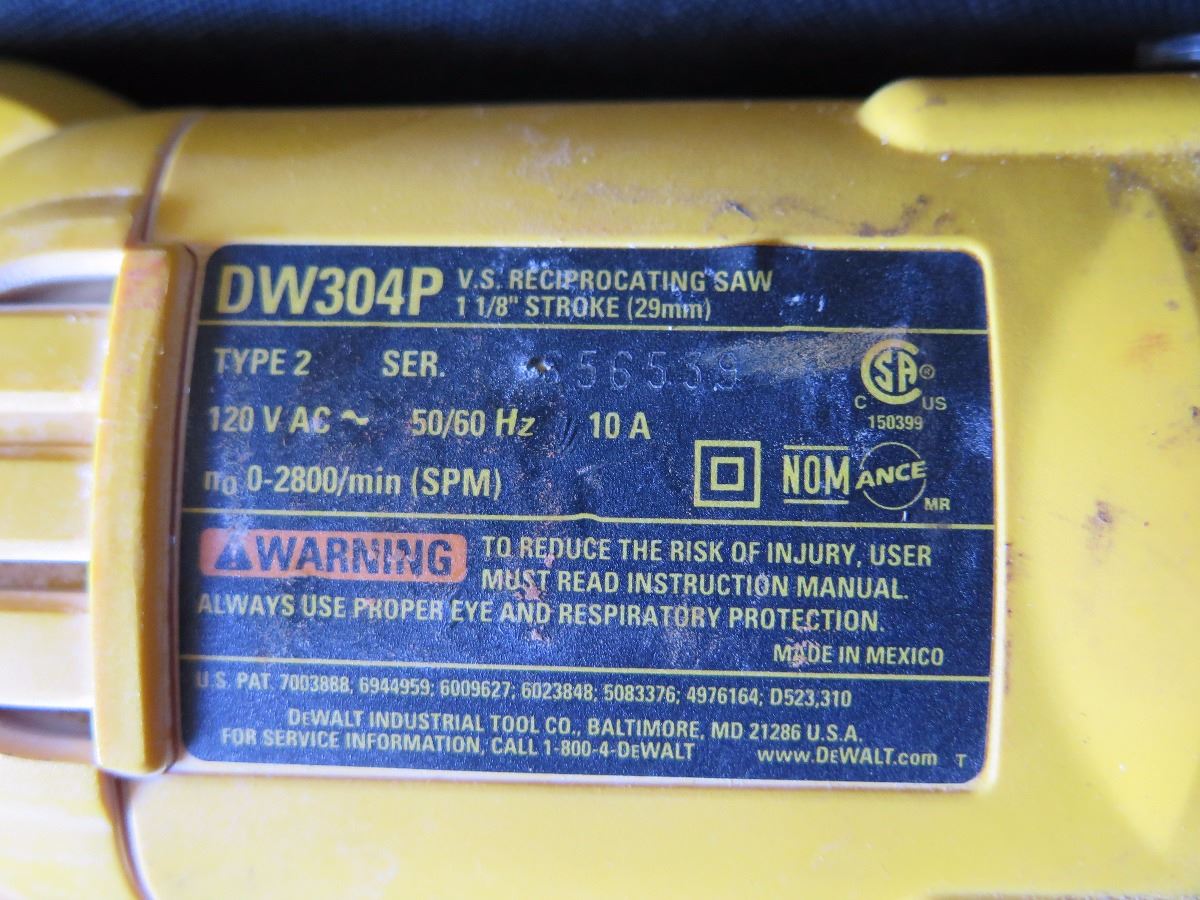 DW304P V.S. RECIPROCATING SAW
1 1/8" STROKE (29mm)
TYPE 2 SER. 656539
120 V AC ~ 50/60 Hz 10 A
n0 0-2800/min (SPM)
CSA ®
C US
150399
NOM ANCE
MR
WARNING TO REDUCE THE RISK OF INJURY, USER
MUST READ INSTRUCTION MANUAL.
ALWAYS USE PROPER EYE AND RESPIRATORY PROTECTION.
MADE IN MEXICO
U.S. PAT 7003888, 6944959; 6009627; 6023848; 5083376; 4976164; D523,310
DEWALT INDUSTRIAL TOOL CO., BALTIMORE, MD 21286 U.S.A.
FOR SERVICE INFORMATION, CALL 1-800-4-DEWALT www.DEWALT.com T